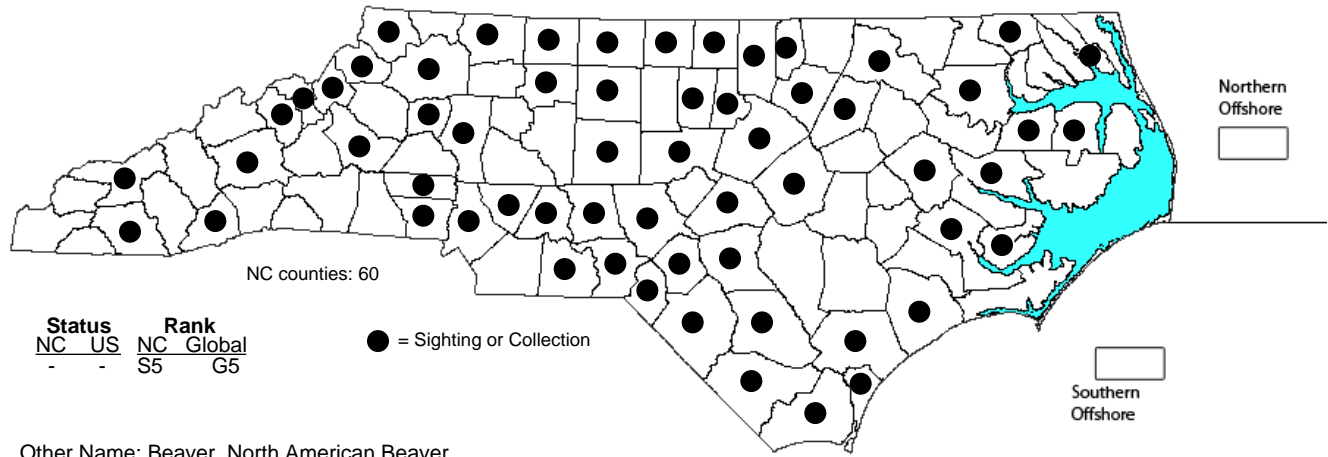 Northern
Offshore
NC counties: 60
Status Rank
NC US NC Global
- - S5 G5
= Sighting or Collection
Southern
Offshore
Other Name: Beaver, North American Beaver